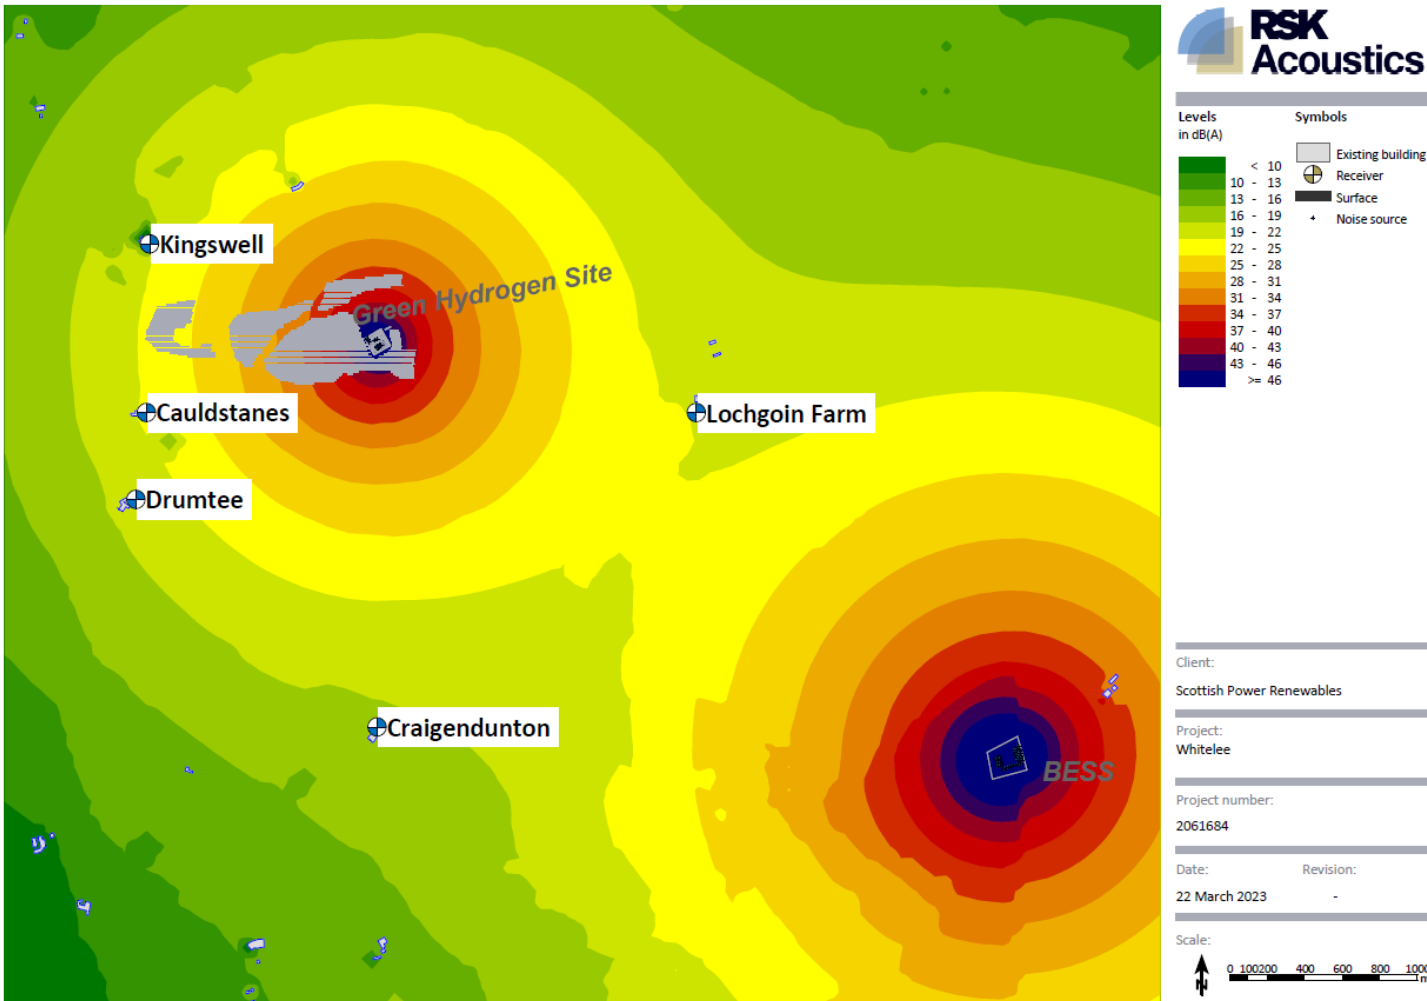 RSK
Acoustics
Levels
in dB(A)
< 10
10 - 13
13 - 16
16 - 19
19 - 22
22 - 25
25 - 28
28 - 31
31 - 34
34 - 37
37 - 40
40 - 43
43 - 46
>= 46
Symbols
Existing building
Receiver
Surface
Noise source
Kingswell
Green Hydrogen Site
Cauldstanes
Lochgoin Farm
Drumtee
Craigendunton
BESS
Client:
Scottish Power Renewables
Project:
Whitelee
Project number:
2061684
Date: Revision:
22 March 2023 -
Scale:
N
0 100 200 400 600 800 1000
m